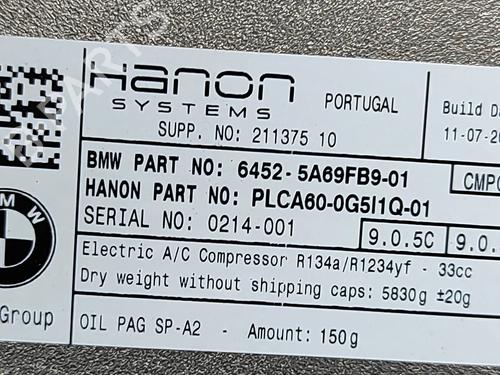 Hanon
SYSTEMS
PORTUGAL
SUPP. NO: 211375 10
Build Da
11-07-20
BMW PART NO: 6452-5A69FB9-01
CMPC
HANON PART NO: PLCA60-0G5I1Q-01
SERIAL NO: 0214-001
9.0.5C
9.0.
Electric A/C Compressor R134a/R1234yf - 33cc
Dry weight without shipping caps: 5830g ±20g
MW
Group
OIL PAG SP-A2 - Amount: 150g